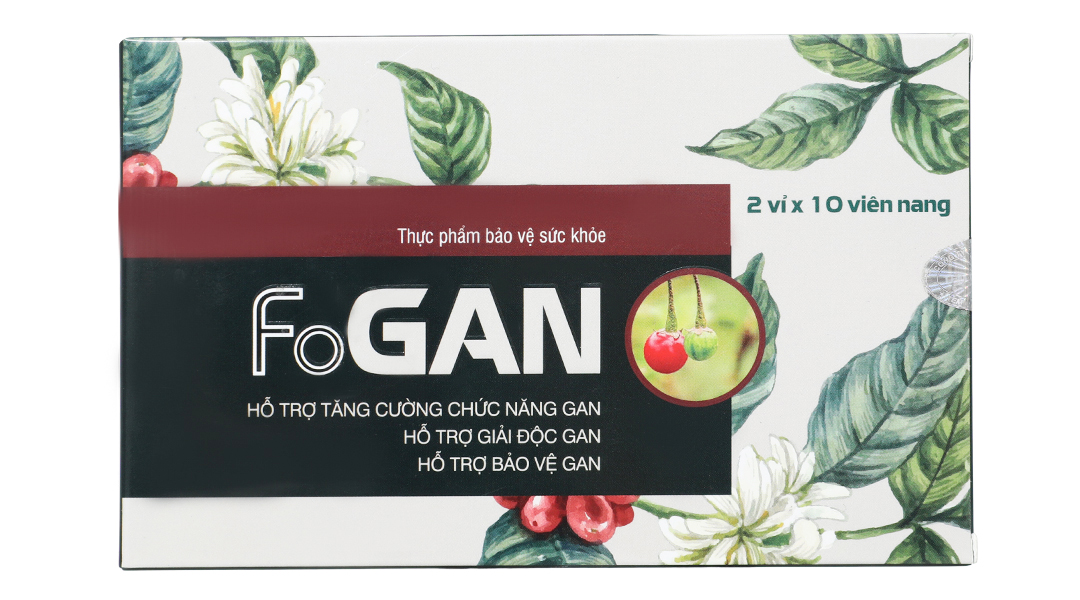 2 vỉ x 10 viên nang
Thực phẩm bảo vệ sức khỏe
FoGAN
HỖ TRỢ TĂNG CƯỜNG CHỨC NĂNG GAN
HỖ TRỢ GIẢI ĐỘC GAN
HỖ TRỢ BẢO VỆ GAN